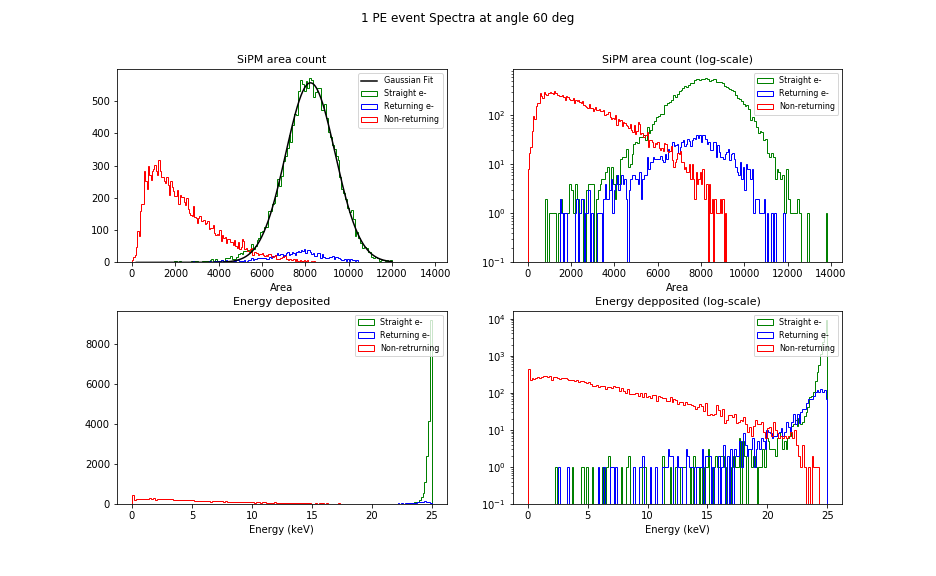 1 PE event Spectra at angle 60 deg
SiPM area count
Gaussian Fit
Straight e-
Returning e-
Non-returning
500
400
300
200
100
0
0 2000 4000 6000 8000 10000 12000 14000
Area
SiPM area count (log-scale)
Straight e-
Returning e-
Non-returning
10²
10¹
10⁰
10⁻¹
0 2000 4000 6000 8000 10000 12000 14000
Area
Energy deposited
Straight e-
Returning e-
Non-retrurning
8000
6000
4000
2000
0
0 5 10 15 20 25
Energy (keV)
Energy depposited (log-scale)
Straight e-
Returning e-
Non-returning
10⁴
10³
10²
10¹
10⁰
10⁻¹
0 5 10 15 20 25
Energy (keV)